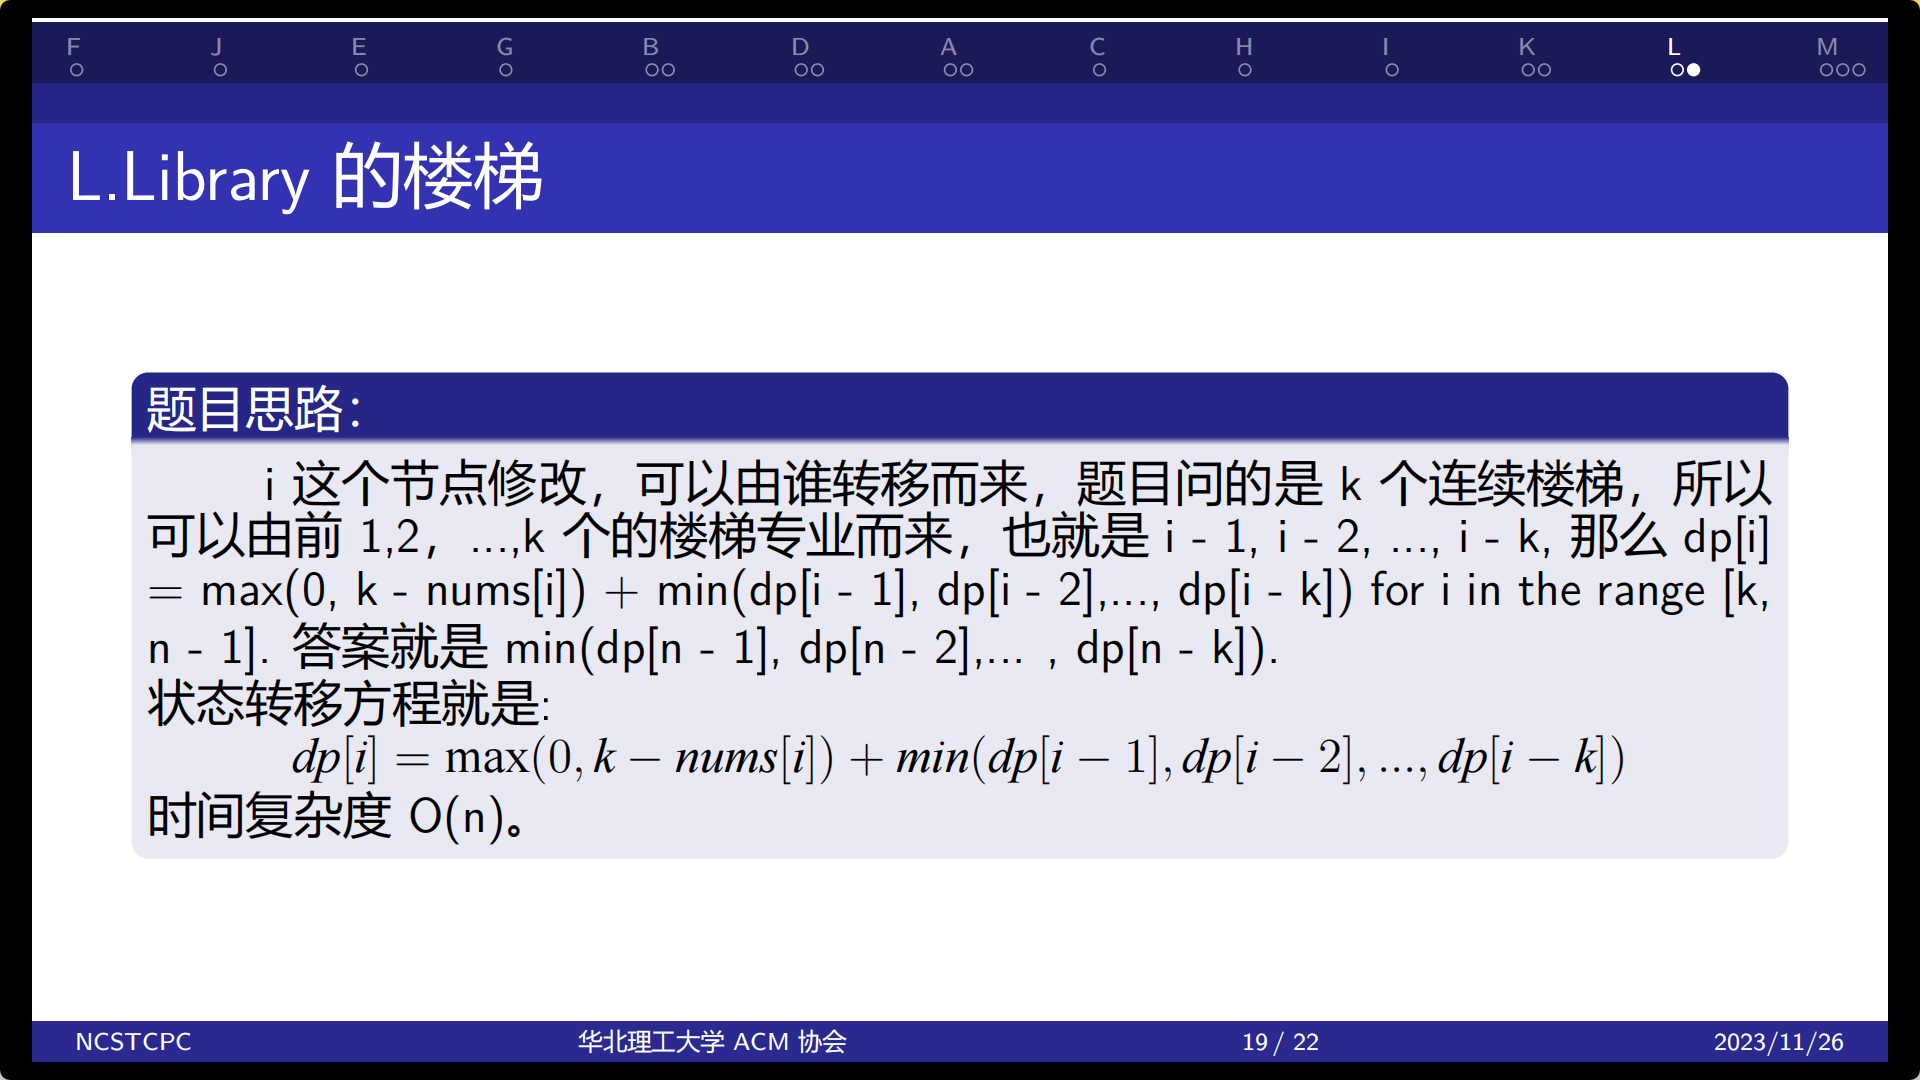 F J E G B D A C H I K L M
L.Library 的楼梯
题目思路：
i 这个节点修改，可以由谁转移而来，题目问的是 k 个连续楼梯，所以
可以由前 1,2，...,k 个的楼梯专业而来，也就是 i - 1, i - 2, ..., i - k, 那么 dp[i]
= max(0, k - nums[i]) + min(dp[i - 1], dp[i - 2],..., dp[i - k]) for i in the range [k,
n - 1]. 答案就是 min(dp[n - 1], dp[n - 2],... , dp[n - k]).
状态转移方程就是:
dp[i] = max(0, k − nums[i]) + min(dp[i − 1], dp[i − 2], ..., dp[i − k])
时间复杂度 O(n)。
NCSTCPC 华北理工大学 ACM 协会 19 / 22 2023/11/26